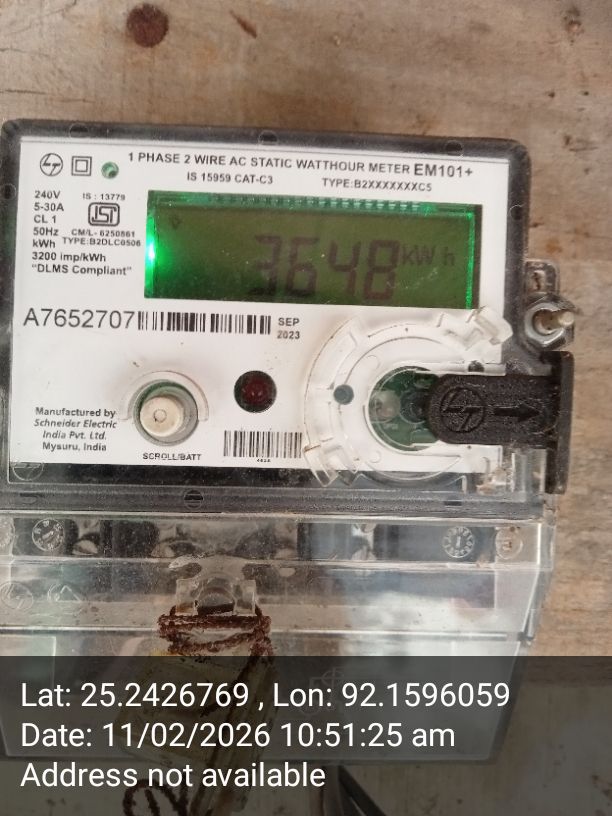 1 PHASE 2 WIRE AC STATIC WATTHOUR METER EM101+
IS 15959 CAT-C3 TYPE:B2XXXXXXXC5
240V
5-30A
CL 1
50Hz
kWh
3200 imp/kWh
"DLMS Compliant"
IS : 13779
ISI
CM/L- 6250861
TYPE:B2DLC0506
3648 kWh
A7652707
SEP
2023
Manufactured by
Schneider Electric
India Pvt. Ltd.
Mysuru, India
SCROLL/BATT
Lat: 25.2426769 , Lon: 92.1596059
Date: 11/02/2026 10:51:25 am
Address not available